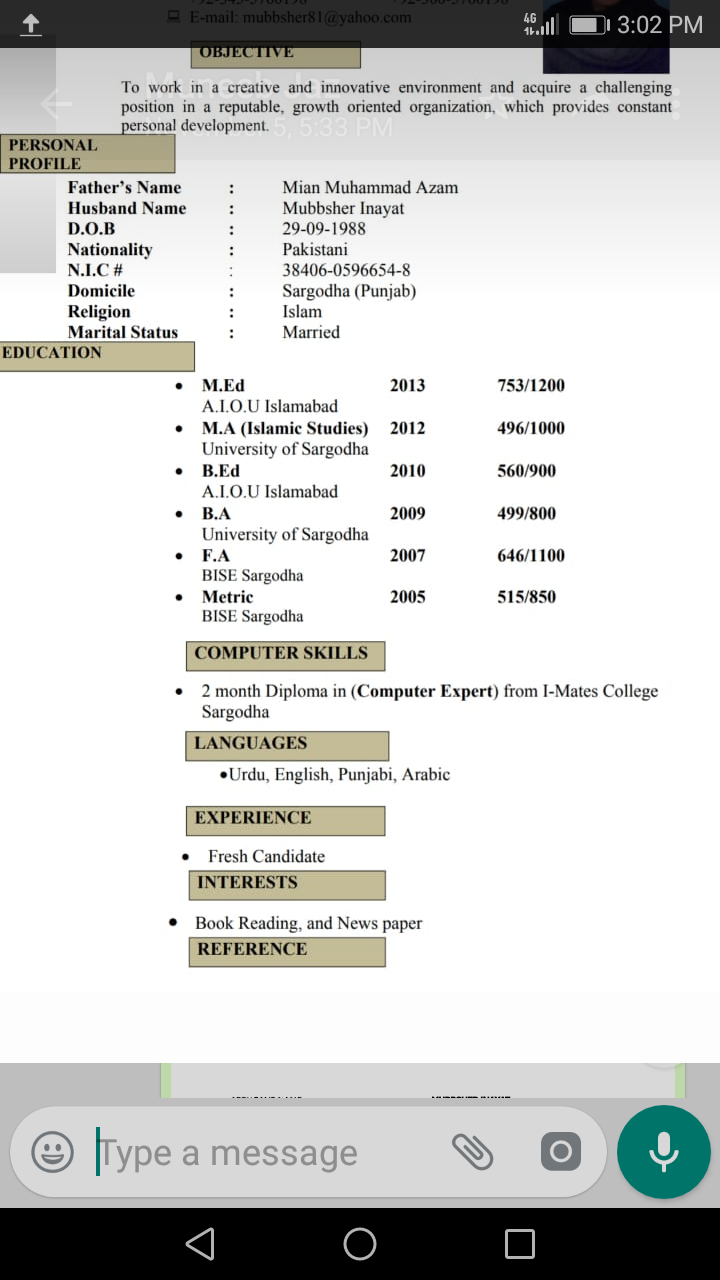 4G
3:02 PM
E-mail: mubbsher81@yahoo.com
OBJECTIVE
To work in a creative and innovative environment and acquire a challenging
position in a reputable, growth oriented organization, which provides constant
personal development.
5, 5:33 PM
PERSONAL
PROFILE
Father's Name : Mian Muhammad Azam
Husband Name : Mubbsher Inayat
D.O.B : 29-09-1988
Nationality : Pakistani
N.I.C # : 38406-0596654-8
Domicile : Sargodha (Punjab)
Religion : Islam
Marital Status : Married
EDUCATION
• M.Ed 2013 753/1200
A.I.O.U Islamabad
• M.A (Islamic Studies) 2012 496/1000
University of Sargodha
• B.Ed 2010 560/900
A.I.O.U Islamabad
• B.A 2009 499/800
University of Sargodha
• F.A 2007 646/1100
BISE Sargodha
• Metric 2005 515/850
BISE Sargodha
COMPUTER SKILLS
• 2 month Diploma in (Computer Expert) from I-Mates College
Sargodha
LANGUAGES
•Urdu, English, Punjabi, Arabic
EXPERIENCE
• Fresh Candidate
INTERESTS
• Book Reading, and News paper
REFERENCE
Type a message